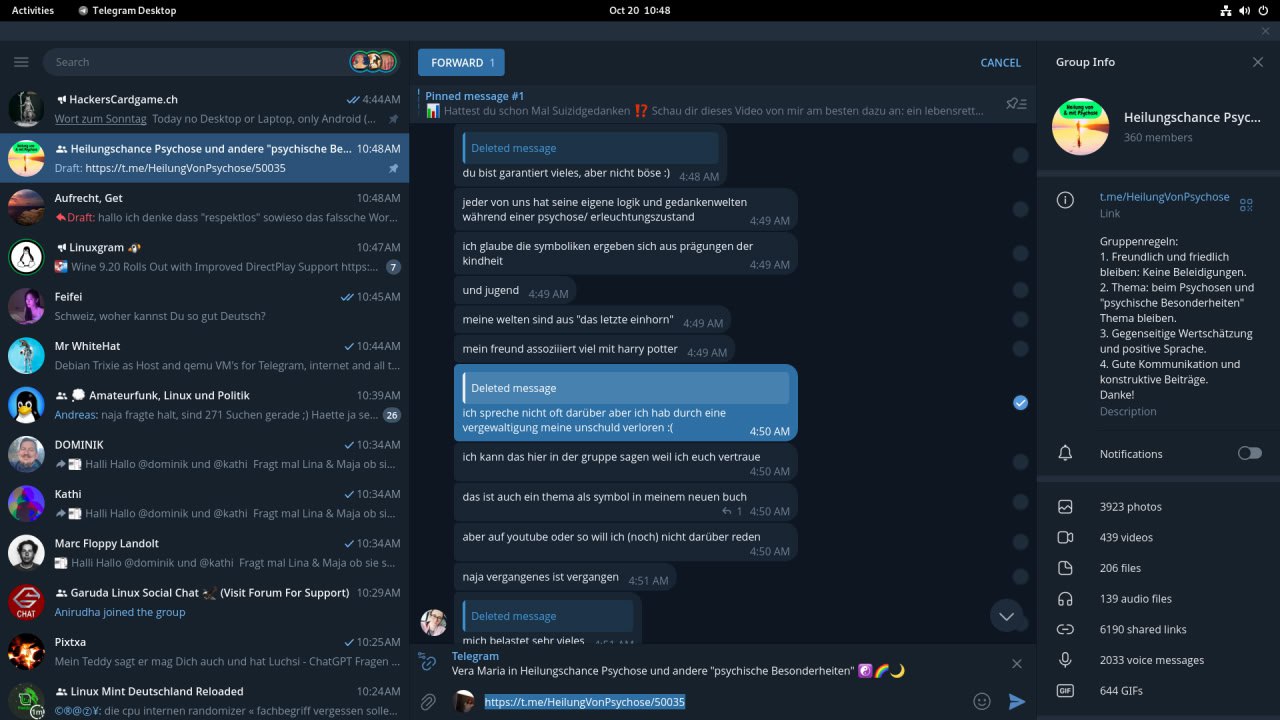 Activities
Telegram Desktop
Oct 20 10:48
Search
HackersCardgame.ch
4:44AM
Wort zum Sonntag Today no Desktop or Laptop, only Android (...
Heilungschance Psychose und andere "psychische Be...
10:48AM
Draft: https://t.me/HeilungVonPsychose/50035
Aufrecht, Get
10:48AM
Draft: hallo ich denke dass "respektlos" sowieso das falssche Wor...
Linuxgram
10:47AM
Wine 9.20 Rolls Out with Improved DirectPlay Support https:...
7
Feifei
10:45AM
Schweiz, woher kannst Du so gut Deutsch?
Mr WhiteHat
10:44AM
Debian Trixie as Host and qemu VM's for Telegram, internet and all t...
Amateurfunk, Linux und Politik
10:39AM
Andreas: naja fragte halt, sind 271 Suchen gerade ;) Haette ja se...
26
DOMINIK
10:34AM
Halli Hallo @dominik und @kathi Fragt mal Lina & Maja ob si...
Kathi
10:34AM
Halli Hallo @dominik und @kathi Fragt mal Lina & Maja ob si...
Marc Floppy Landolt
10:34AM
Halli Hallo @dominik und @kathi Fragt mal Lina & Maja ob sie s...
CHAT
Garuda Linux Social Chat (Visit Forum For Support)
10:29AM
Anirudha joined the group
Pixtxa
10:25AM
Mein Teddy sagt er mag Dich auch und hat Luchsi - ChatGPT Fragen ...
Linux Mint Deutschland Reloaded
10:24AM
1m
©®@②¥: die cpu internen randomizer « fachbegriff vergessen solle...
FORWARD 1
CANCEL
Pinned message #1
Hattest du schon Mal Suizidgedanken ⁉️ Schau dir dieses Video von mir am besten dazu an: ein lebensrett...
Deleted message
du bist garantiert vieles, aber nicht böse :) 4:48 AM
jeder von uns hat seine eigene logik und gedankenwelten
während einer psychose/ erleuchtungszustand
4:49 AM
ich glaube die symboliken ergeben sich aus prägungen der
kindheit
4:49 AM
und jugend 4:49 AM
meine welten sind aus "das letzte einhorn" 4:49 AM
mein freund assoziiiert viel mit harry potter 4:49 AM
Deleted message
ich spreche nicht oft darüber aber ich hab durch eine
vergewaltigung meine unschuld verloren :(
4:50 AM
ich kann das hier in der gruppe sagen weil ich euch vertraue
4:50 AM
das ist auch ein thema als symbol in meinem neuen buch
1 4:50 AM
aber auf youtube oder so will ich (noch) nicht darüber reden
4:50 AM
naja vergangenes ist vergangen 4:51 AM
Deleted message
mich belastet sehr vieles 4:51 AM
Telegram
Vera Maria in Heilungschance Psychose und andere "psychische Besonderheiten" ☯️🌈🌙
https://t.me/HeilungVonPsychose/50035
Group Info
Heilung von
& mit Psychose
Heilungschance Psyc...
360 members
t.me/HeilungVonPsychose
Link
Gruppenregeln:
1. Freundlich und friedlich
bleiben: Keine Beleidigungen.
2. Thema: beim Psychosen und
"psychische Besonderheiten"
Thema bleiben.
3. Gegenseitige Wertschätzung
und positive Sprache.
4. Gute Kommunikation und
konstruktive Beiträge.
Danke!
Description
Notifications
3923 photos
439 videos
206 files
139 audio files
6190 shared links
2033 voice messages
GIF
644 GIFs